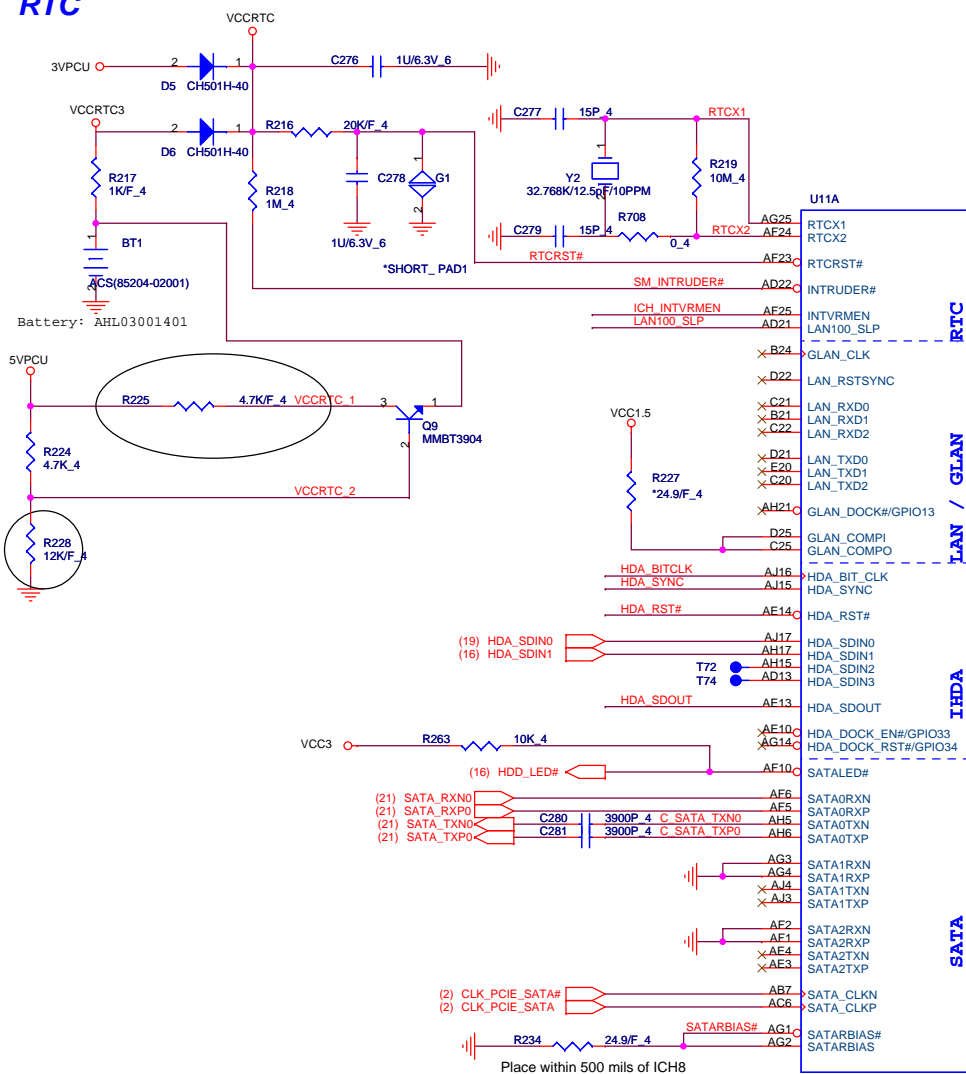 RTC
VCCRTC
3VPCU
2
1
D5 CH501H-40
C276
1U/6.3V_6
VCCRTC3
2
1
D6 CH501H-40
R216
20K/F_4
R217
1K/F_4
R218
1M_4
C278
1
G1
2
1U/6.3V_6
*SHORT_ PAD1
1
BT1
2
ACS(85204-02001)
Battery: AHL03001401
C277
15P_4
RTCX1
1
Y2
32.768K/12.5pF/10PPM
2
R219
10M_4
C279
15P_4
R708
0_4
RTCX2
RTCRST#
SM_INTRUDER#
ICH_INTVRMEN
LAN100_SLP
5VPCU
R225
4.7K/F_4
VCCRTC_1
3
1
Q9
MMBT3904
2
R224
4.7K_4
VCCRTC_2
R228
12K/F_4
VCC1.5
R227
*24.9/F_4
HDA_BITCLK
HDA_SYNC
HDA_RST#
(19) HDA_SDIN0
(16) HDA_SDIN1
T72
T74
HDA_SDOUT
VCC3
R263
10K_4
(16) HDD_LED#
(21) SATA_RXN0
(21) SATA_RXP0
(21) SATA_TXN0
C280
3900P_4
C_SATA_TXN0
(21) SATA_TXP0
C281
3900P_4
C_SATA_TXP0
(2) CLK_PCIE_SATA#
(2) CLK_PCIE_SATA
SATARBIAS#
R234
24.9/F_4
Place within 500 mils of ICH8
U11A
AG25 RTCX1
AF24 RTCX2
AF23 RTCRST#
AD22 INTRUDER#
AF25 INTVRMEN
AD21 LAN100_SLP
RTC
B24 GLAN_CLK
D22 LAN_RSTSYNC
C21 LAN_RXD0
B21 LAN_RXD1
C22 LAN_RXD2
D21 LAN_TXD0
E20 LAN_TXD1
C20 LAN_TXD2
AH21 GLAN_DOCK#/GPIO13
D25 GLAN_COMPI
C25 GLAN_COMPO
LAN / GLAN
AJ16 HDA_BIT_CLK
AJ15 HDA_SYNC
AE14 HDA_RST#
AJ17 HDA_SDIN0
AH17 HDA_SDIN1
AH15 HDA_SDIN2
AD13 HDA_SDIN3
AE13 HDA_SDOUT
AE10 HDA_DOCK_EN#/GPIO33
AG14 HDA_DOCK_RST#/GPIO34
IHDA
AF10 SATALED#
AF6 SATA0RXN
AF5 SATA0RXP
AH5 SATA0TXN
AH6 SATA0TXP
AG3 SATA1RXN
AG4 SATA1RXP
AJ4 SATA1TXN
AJ3 SATA1TXP
AF2 SATA2RXN
AF1 SATA2RXP
AE4 SATA2TXN
AE3 SATA2TXP
AB7 SATA_CLKN
AC6 SATA_CLKP
AG1 SATARBIAS#
AG2 SATARBIAS
SATA